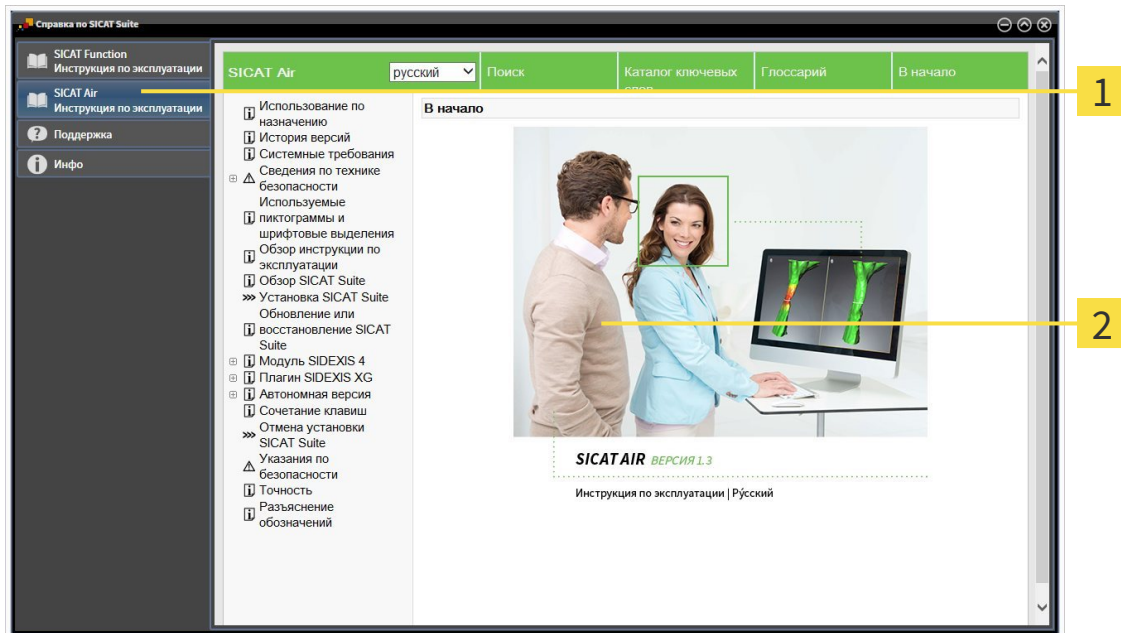 Справка по SICAT Suite
SICAT Function
Инструкция по эксплуатации
SICAT Air
Инструкция по эксплуатации
Поддержка
Инфо
SICAT Air
русский
Поиск
Каталог ключевых
Глоссарий
В начало
Использование по
назначению
История версий
Системные требования
Сведения по технике
безопасности
Используемые
пиктограммы и
шрифтовые выделения
Обзор инструкции по
эксплуатации
Обзор SICAT Suite
Установка SICAT Suite
Обновление или
восстановление SICAT
Suite
Модуль SIDEXIS 4
Плагин SIDEXIS XG
Автономная версия
Сочетание клавиш
Отмена установки
SICAT Suite
Указания по
безопасности
Точность
Разъяснение
обозначений
В начало
SICAT AIR ВЕРСИЯ 1.3
Инструкция по эксплуатации | Ру́сский
1
2